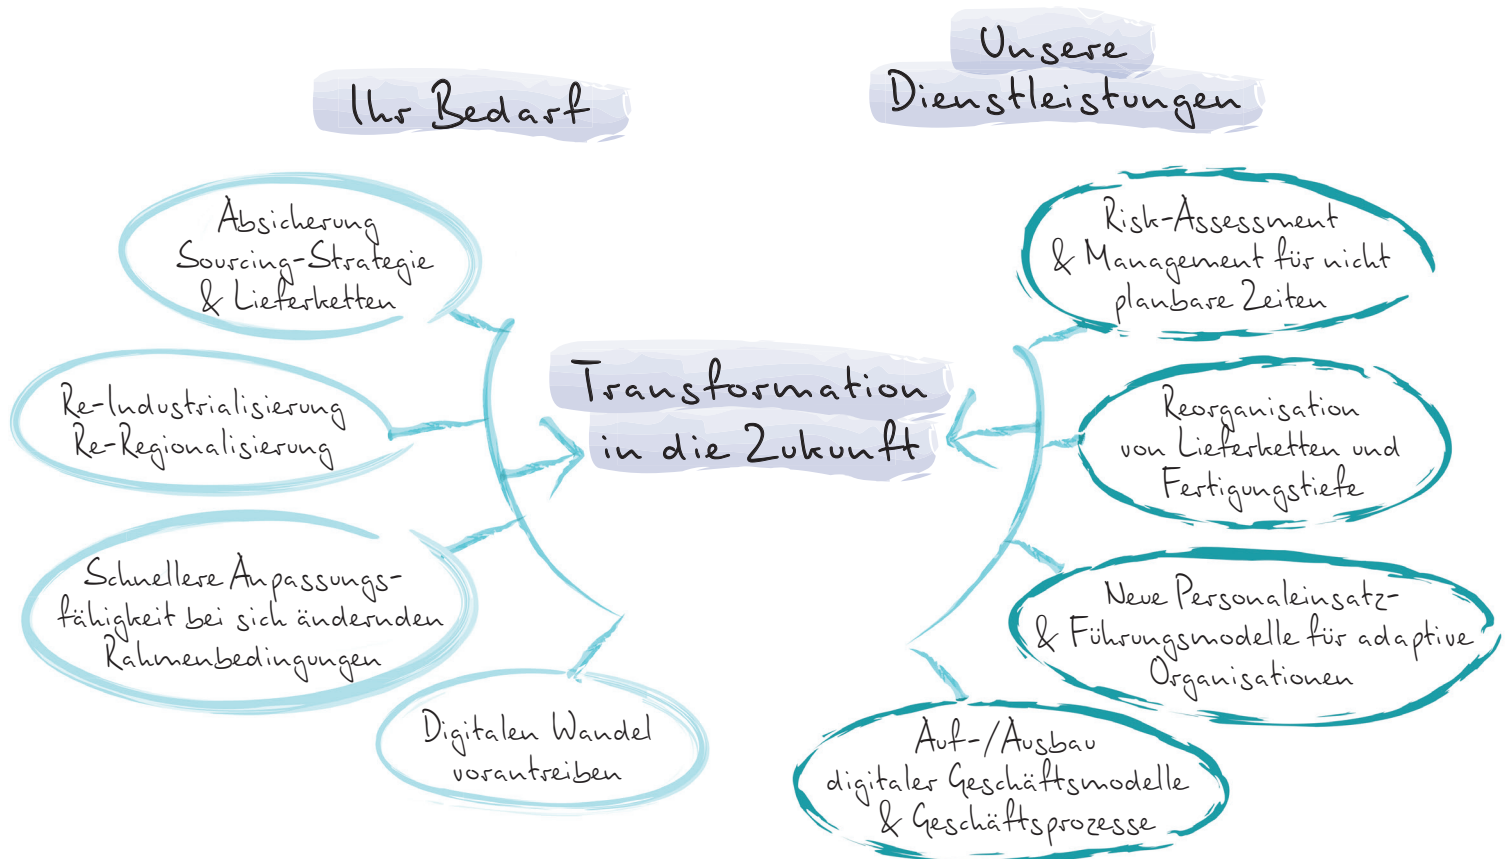 Ihr Bedarf
Absicherung
Sourcing-Strategie
& Lieferketten
Re-Industrialisierung
Re-Regionalisierung
Schnellere Anpassungs-
fähigkeit bei sich ändernden
Rahmenbedingungen
Digitalen Wandel
vorantreiben
Transformation
in die Zukunft
Unsere
Dienstleistungen
Risk-Assessment
& Management für nicht
planbare Zeiten
Reorganisation
von Lieferketten und
Fertigungstiefe
Neue Personaleinsatz-
& Führungsmodelle für adaptive
Organisationen
Auf-/Ausbau
digitaler Geschäftsmodelle
& Geschäftsprozesse